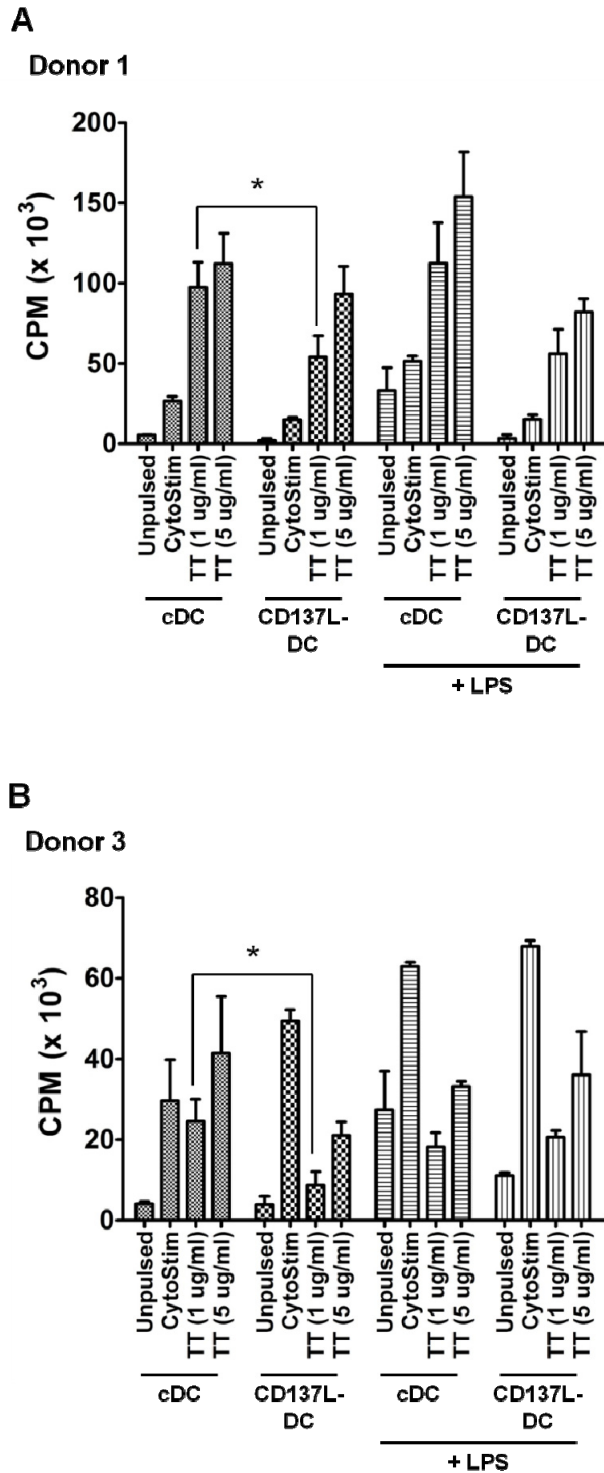 A
Donor 1
CPM (x 10³)
200
150
100
50
0
*
Unpulsed
CytoStim
TT (1 ug/ml)
TT (5 ug/ml)
Unpulsed
CytoStim
TT (1 ug/ml)
TT (5 ug/ml)
Unpulsed
CytoStim
TT (1 ug/ml)
TT (5 ug/ml)
Unpulsed
CytoStim
TT (1 ug/ml)
TT (5 ug/ml)
cDC
CD137L-
DC
cDC
CD137L-
DC
+ LPS
B
Donor 3
CPM (x 10³)
80
60
40
20
0
*
Unpulsed
CytoStim
TT (1 ug/ml)
TT (5 ug/ml)
Unpulsed
CytoStim
TT (1 ug/ml)
TT (5 ug/ml)
Unpulsed
CytoStim
TT (1 ug/ml)
TT (5 ug/ml)
Unpulsed
CytoStim
TT (1 ug/ml)
TT (5 ug/ml)
cDC
CD137L-
DC
cDC
CD137L-
DC
+ LPS